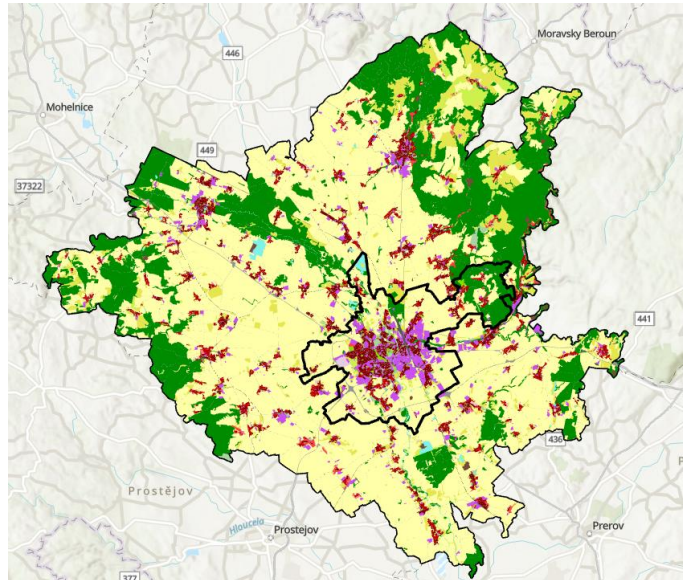 Moravsky Beroun
446
Mohelnice
449
37322
441
436
Prostějov
Hloucela
Prostejov
Prerov
377